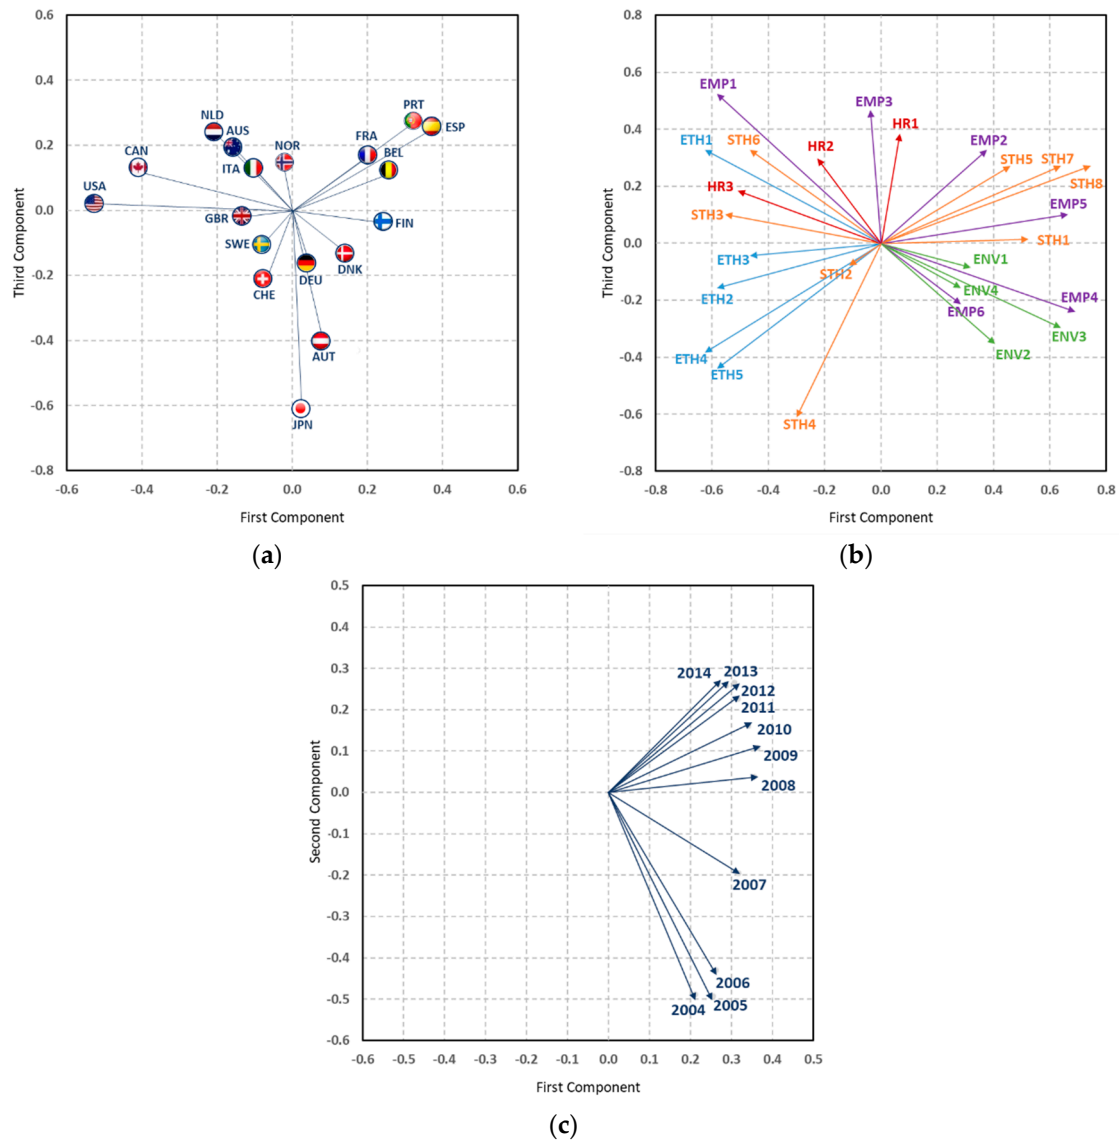 0.6
0.4
0.2
0.0
-0.2
-0.4
-0.6
-0.8
Third Component
-0.6 -0.4 -0.2 0.0 0.2 0.4 0.6
First Component
PRT
ESP
NLD
AUS
NOR
FRA
CAN
ITA
BEL
USA
GBR
FIN
SWE
DNK
CHE
DEU
AUT
JPN
(a)
0.8
0.6
0.4
0.2
0.0
-0.2
-0.4
-0.6
-0.8
Third Component
-0.8 -0.6 -0.4 -0.2 0.0 0.2 0.4 0.6 0.8
First Component
EMP1
EMP3
HR1
ETH1
STH6
HR2
EMP2
STH5
STH7
HR3
STH8
STH3
EMP5
STH1
ETH3
STH2
ENV1
ETH2
ENV4
EMP4
EMP6
ENV3
ETH4
ENV2
ETH5
STH4
(b)
0.5
0.4
0.3
0.2
0.1
0.0
-0.1
-0.2
-0.3
-0.4
-0.5
-0.6
Second Component
-0.6 -0.5 -0.4 -0.3 -0.2 -0.1 0.0 0.1 0.2 0.3 0.4 0.5
First Component
2014
2013
2012
2011
2010
2009
2008
2007
2006
2004
2005
(c)